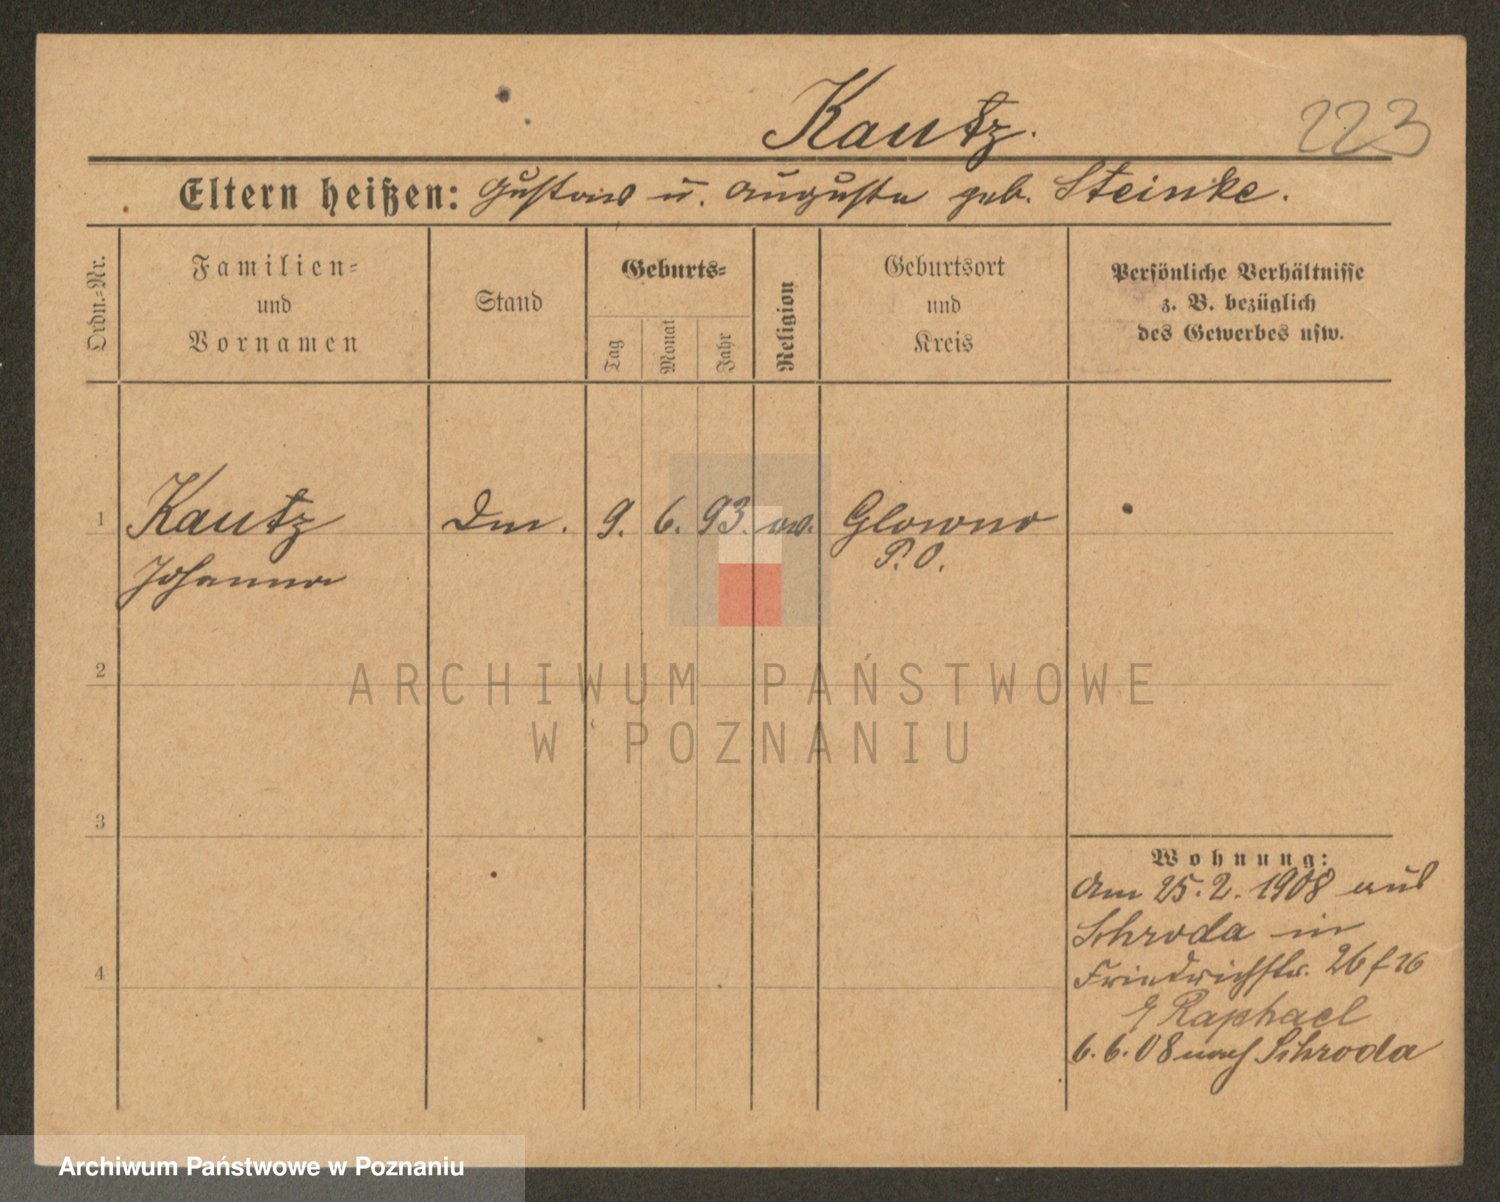 Kautz.
223
Eltern heißen: Gustav u. Auguste geb. Steinke.
Ordn.-Nr.
Familien-
und
Vornamen
Stand
Geburts-
Tag
Monat
Jahr
Religion
Geburtsort
und
Kreis
Persönliche Verhältnisse
z. B. bezüglich
des Gewerbes usw.
1 Kautz Dm. 9. 6. 93. ev. Glowno
Johanna P. O.
2
3
4
Wohnung:
Am 25.2.1908 aus
Schroda in
Friedrichstr. 26
Raphael
6.6.08 nach Schroda
ARCHIWUM PAŃSTWOWE
W POZNANIU
Archiwum Państwowe w Poznaniu